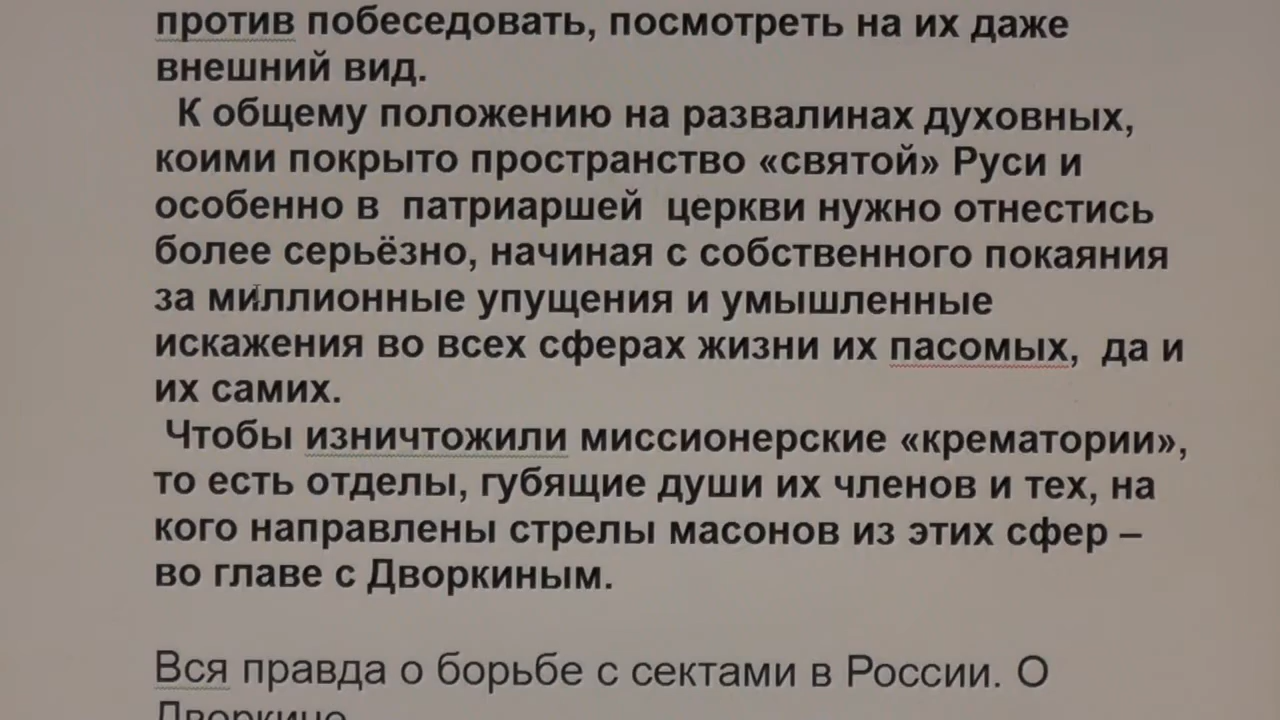 против побеседовать, посмотреть на их даже
внешний вид.
К общему положению на развалинах духовных,
коими покрыто пространство «святой» Руси и
особенно в патриаршей церкви нужно отнестись
более серьёзно, начиная с собственного покаяния
за миллионные упущения и умышленные
искажения во всех сферах жизни их пасомых, да и
их самих.
Чтобы изничтожили миссионерские «крематории»,
то есть отделы, губящие души их членов и тех, на
кого направлены стрелы масонов из этих сфер –
во главе с Дворкиным.
Вся правда о борьбе с сектами в России. О
Дворкине